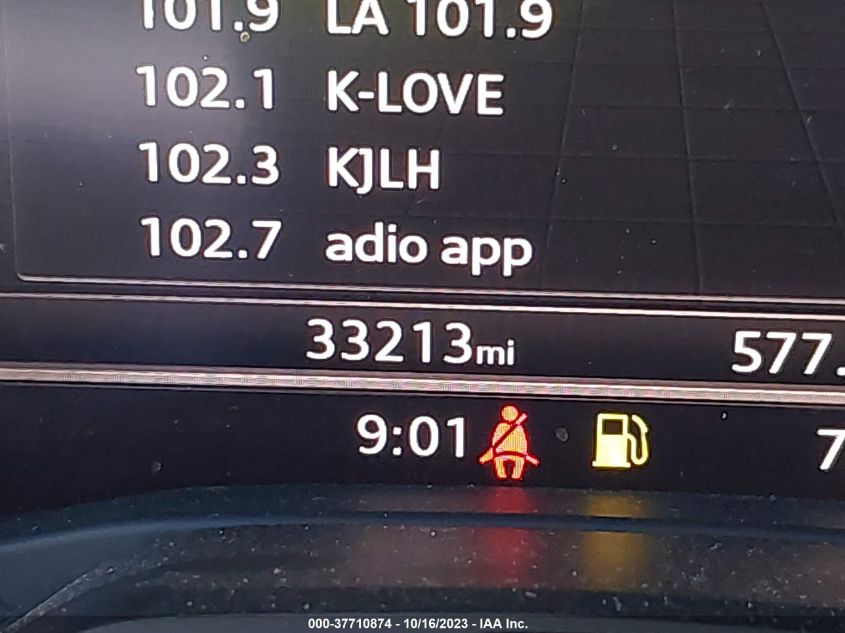 101.9 LA 101.9
102.1 K-LOVE
102.3 KJLH
102.7 adio app
33213mi 577.
9:01 7
000-37710874 - 10/16/2023 - IAA Inc.